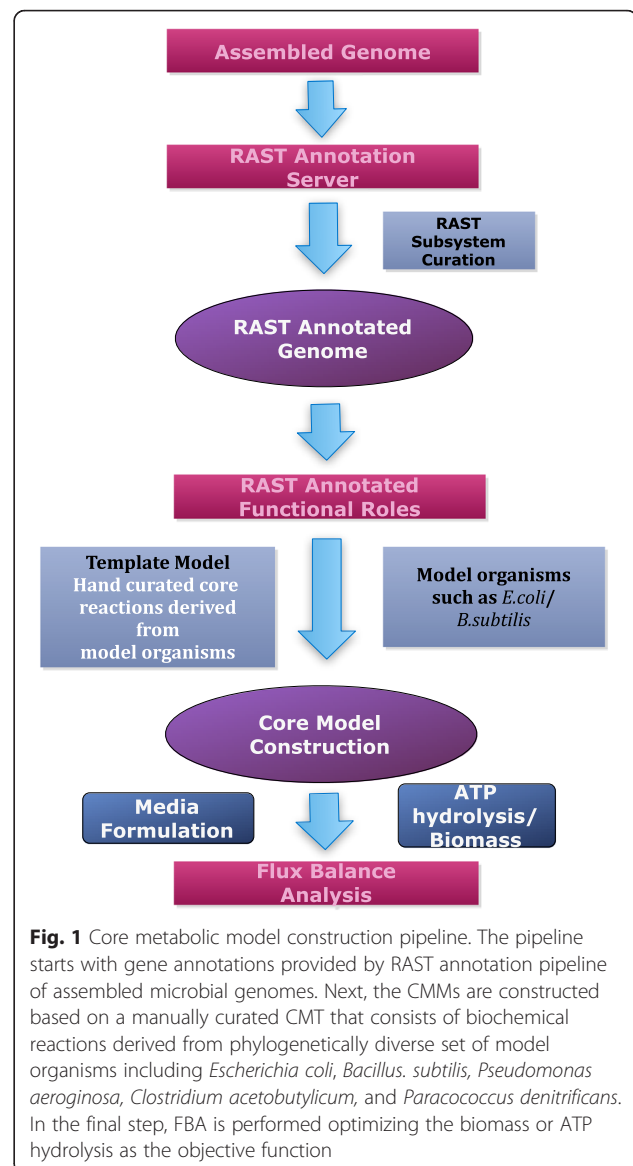 Assembled Genome
RAST Annotation
Server
RAST
Subsystem
Curation
RAST Annotated
Genome
RAST Annotated
Functional Roles
Template Model
Hand curated core
reactions derived
from
model organisms
Model organisms
such as E.coli/
B.subtilis
Core Model
Construction
Media
Formulation
ATP
hydrolysis/
Biomass
Flux Balance
Analysis
Fig. 1 Core metabolic model construction pipeline. The pipeline
starts with gene annotations provided by RAST annotation pipeline
of assembled microbial genomes. Next, the CMMs are constructed
based on a manually curated CMT that consists of biochemical
reactions derived from phylogenetically diverse set of model
organisms including Escherichia coli, Bacillus. subtilis, Pseudomonas
aeroginosa, Clostridium acetobutylicum, and Paracoccus denitrificans.
In the final step, FBA is performed optimizing the biomass or ATP
hydrolysis as the objective function